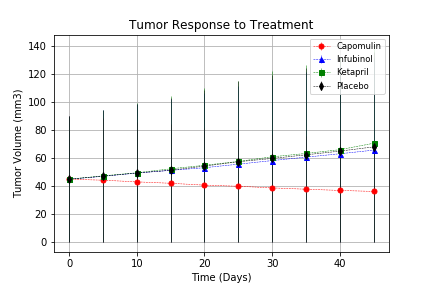 Tumor Response to Treatment
Tumor Volume (mm3)
140
120
100
80
60
40
20
0
Capomulin
Infubinol
Ketapril
Placebo
0
10
20
30
40
Time (Days)